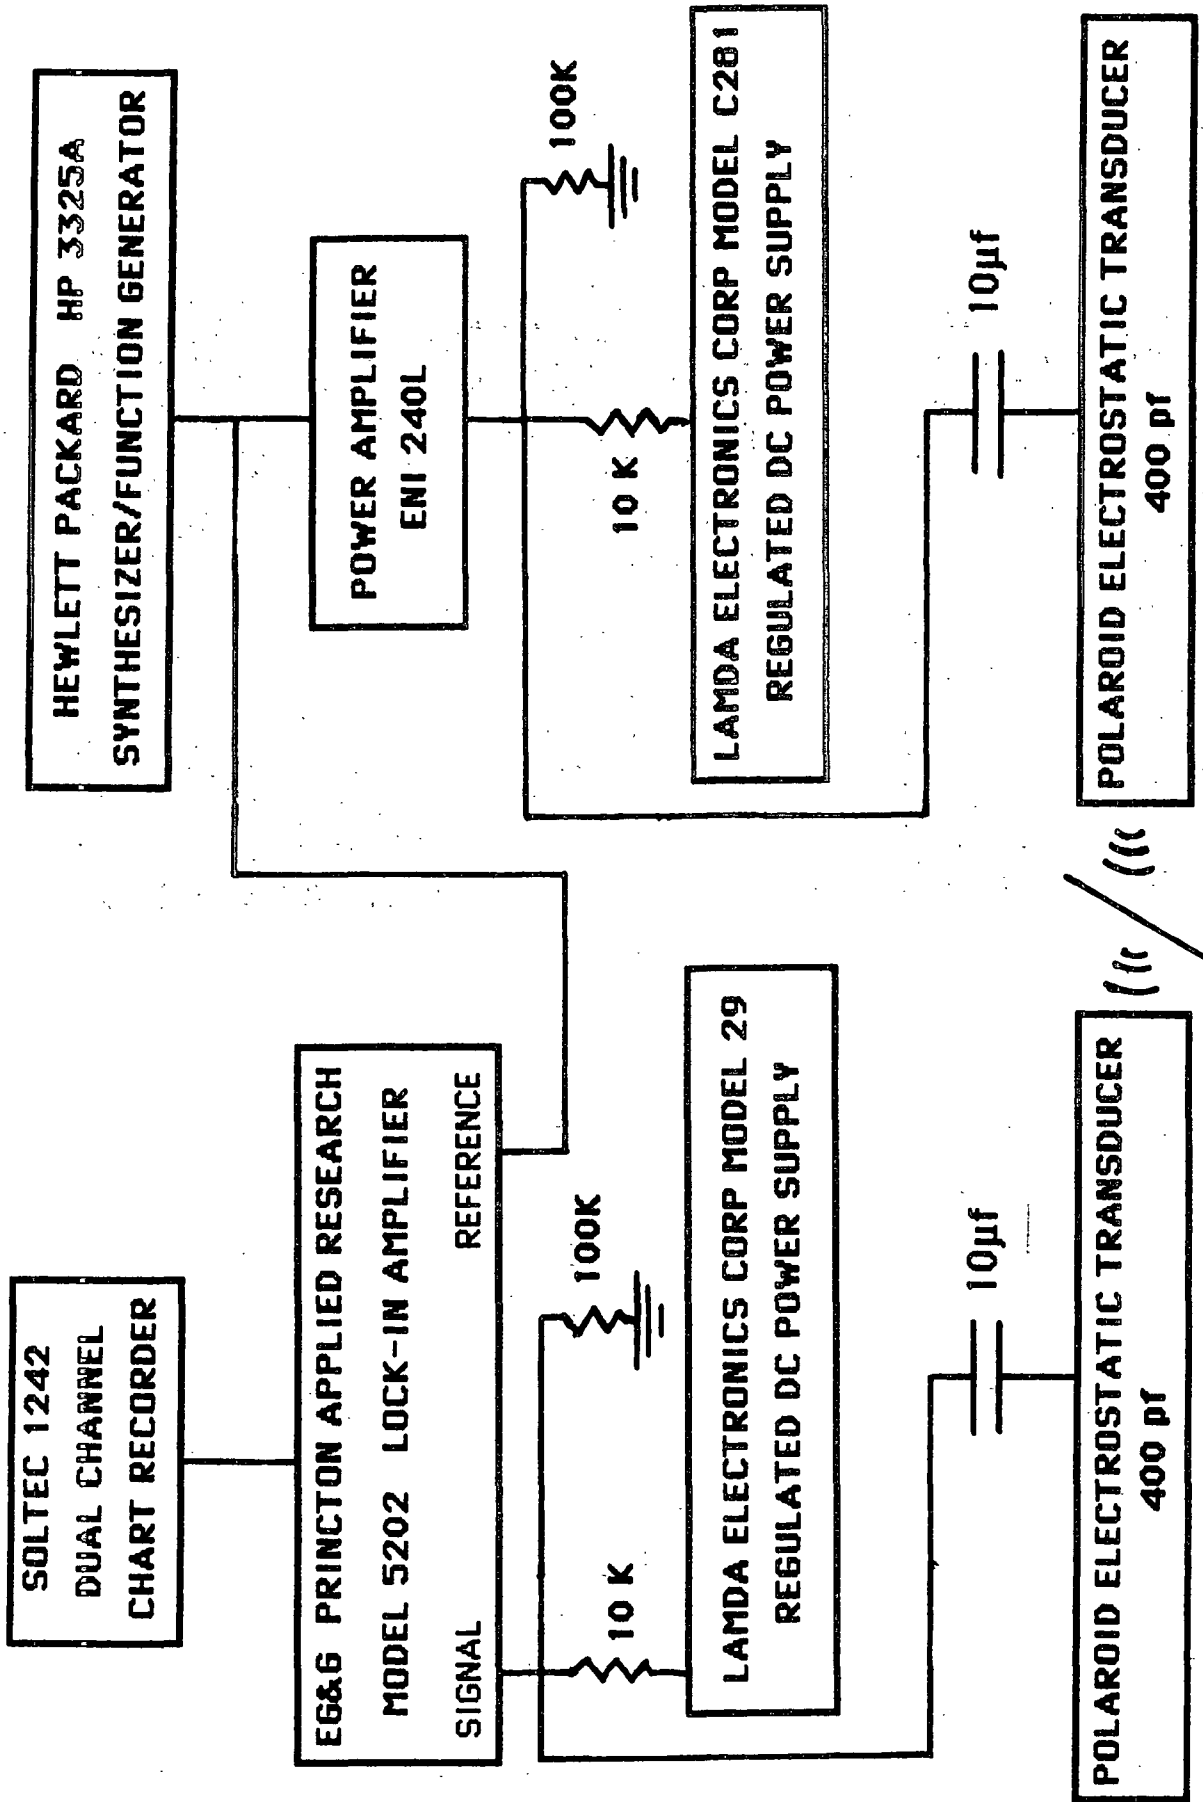 SOLTEC 1242
DUAL CHANNEL
CHART RECORDER
EG&G PRINCTON APPLIED RESEARCH
MODEL 5202 LOCK-IN AMPLIFIER
SIGNAL
REFERENCE
10 K
100K
LAMDA ELECTRONICS CORP MODEL 29
REGULATED DC POWER SUPPLY
10µf
POLAROID ELECTROSTATIC TRANSDUCER
400 pf
HEWLETT PACKARD HP 3325A
SYNTHESIZER/FUNCTION GENERATOR
POWER AMPLIFIER
ENI 240L
10 K
100K
LAMDA ELECTRONICS CORP MODEL C281
REGULATED DC POWER SUPPLY
10µf
POLAROID ELECTROSTATIC TRANSDUCER
400 pf